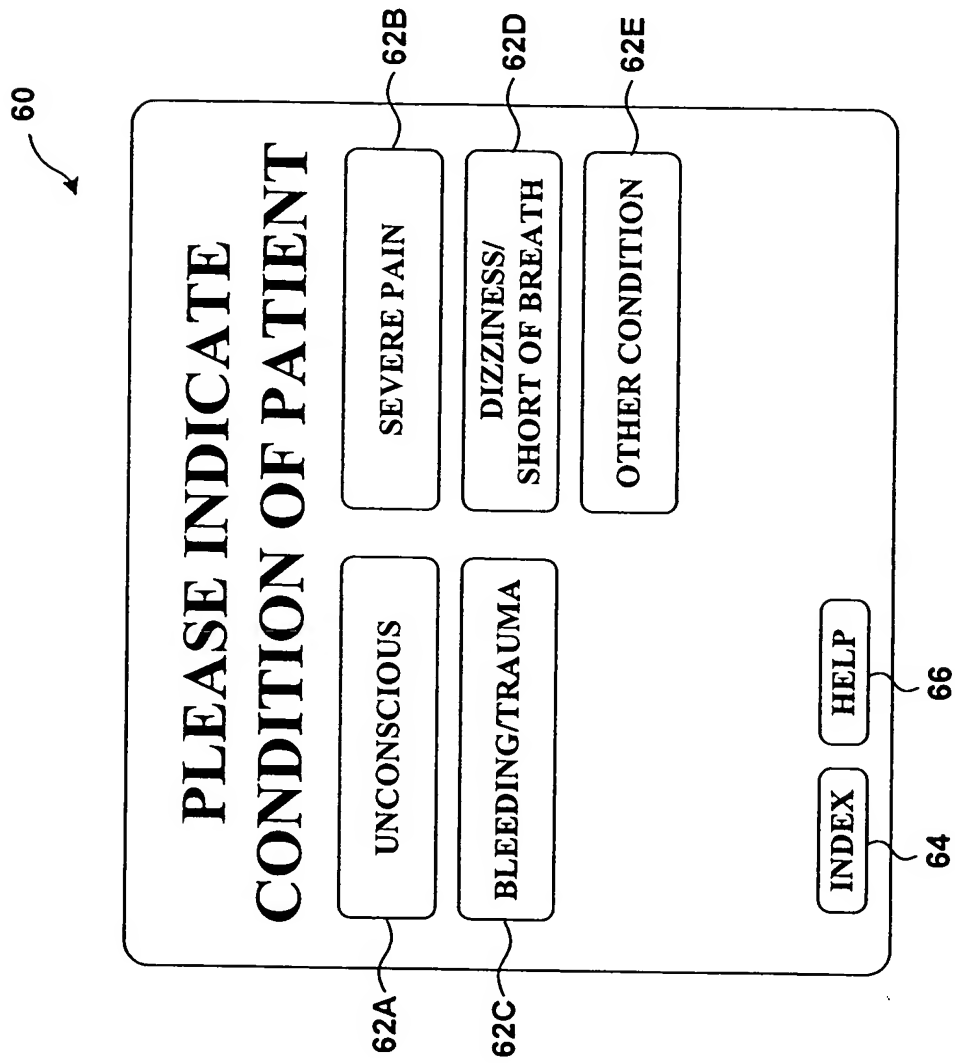 60
PLEASE INDICATE
CONDITION OF PATIENT
62A
UNCONSCIOUS
SEVERE PAIN
62B
62C
BLEEDING/TRAUMA
DIZZINESS/
SHORT OF BREATH
62D
OTHER CONDITION
62E
INDEX
HELP
64
66